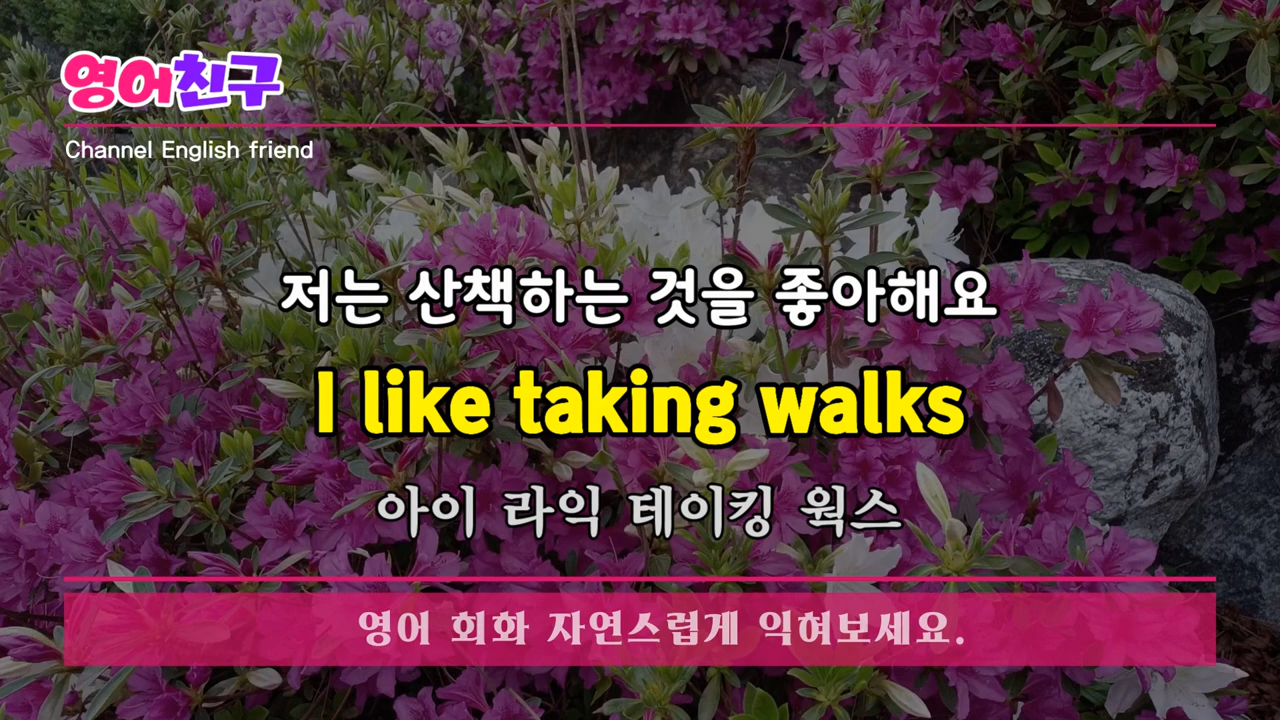 영어친구
Channel English friend
저는 산책하는 것을 좋아해요
I like taking walks
아이 라익 테이킹 웍스
영어 회화 자연스럽게 익혀보세요.